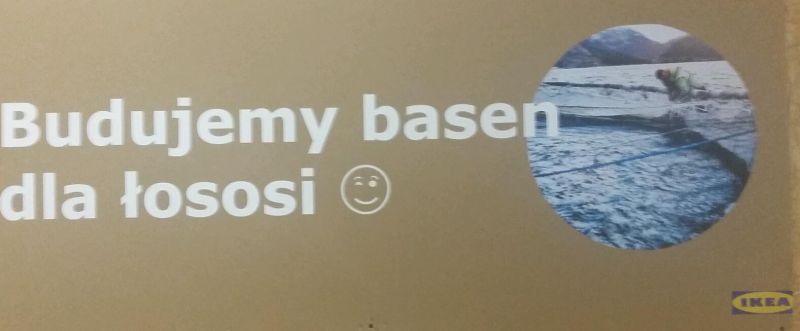 Budujemy basen
dla łososi 😉
IKEA